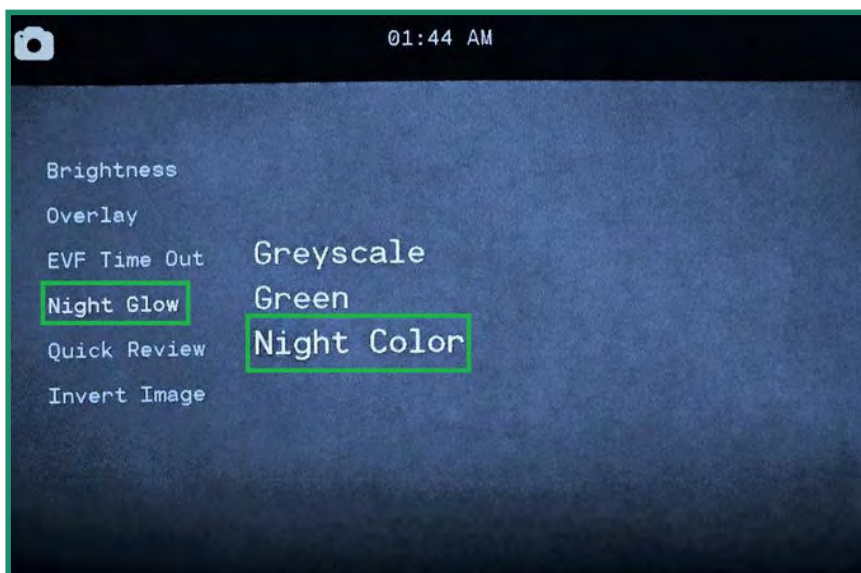 01:44 AM
Brightness
Overlay
EVF Time Out
Night Glow
Quick Review
Invert Image
Greyscale
Green
Night Color